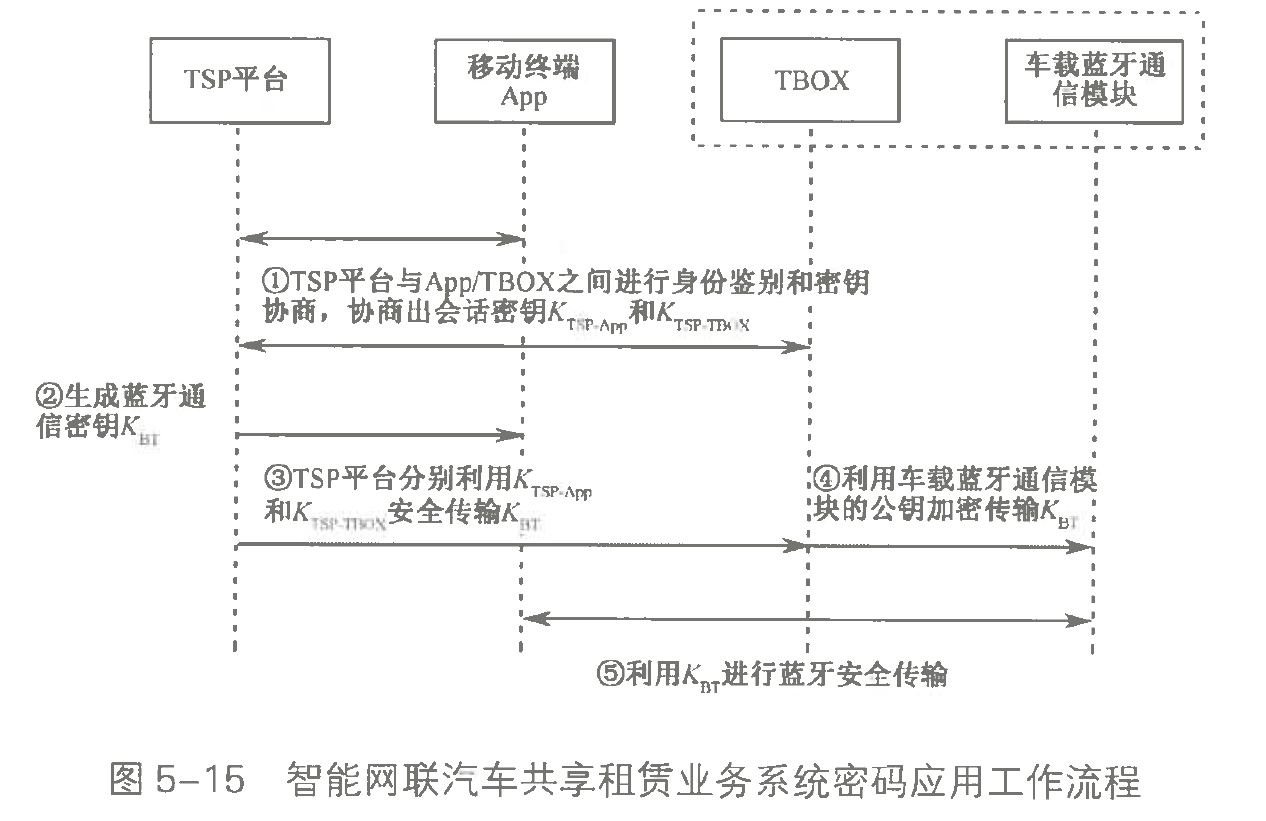 TSP平台
移动终端
App
TBOX
车载蓝牙通
信模块
①TSP平台与App/TBOX之间进行身份鉴别和密钥
协商，协商出会话密钥K_TSP-App和K_TSP-TBOX
②生成蓝牙通
信密钥K_BT
③TSP平台分别利用K_TSP-App
和K_TSP-TBOX安全传输K_BT
④利用车载蓝牙通信模
块的公钥加密传输K_BT
⑤利用K_BT进行蓝牙安全传输
图 5-15 智能网联汽车共享租赁业务系统密码应用工作流程